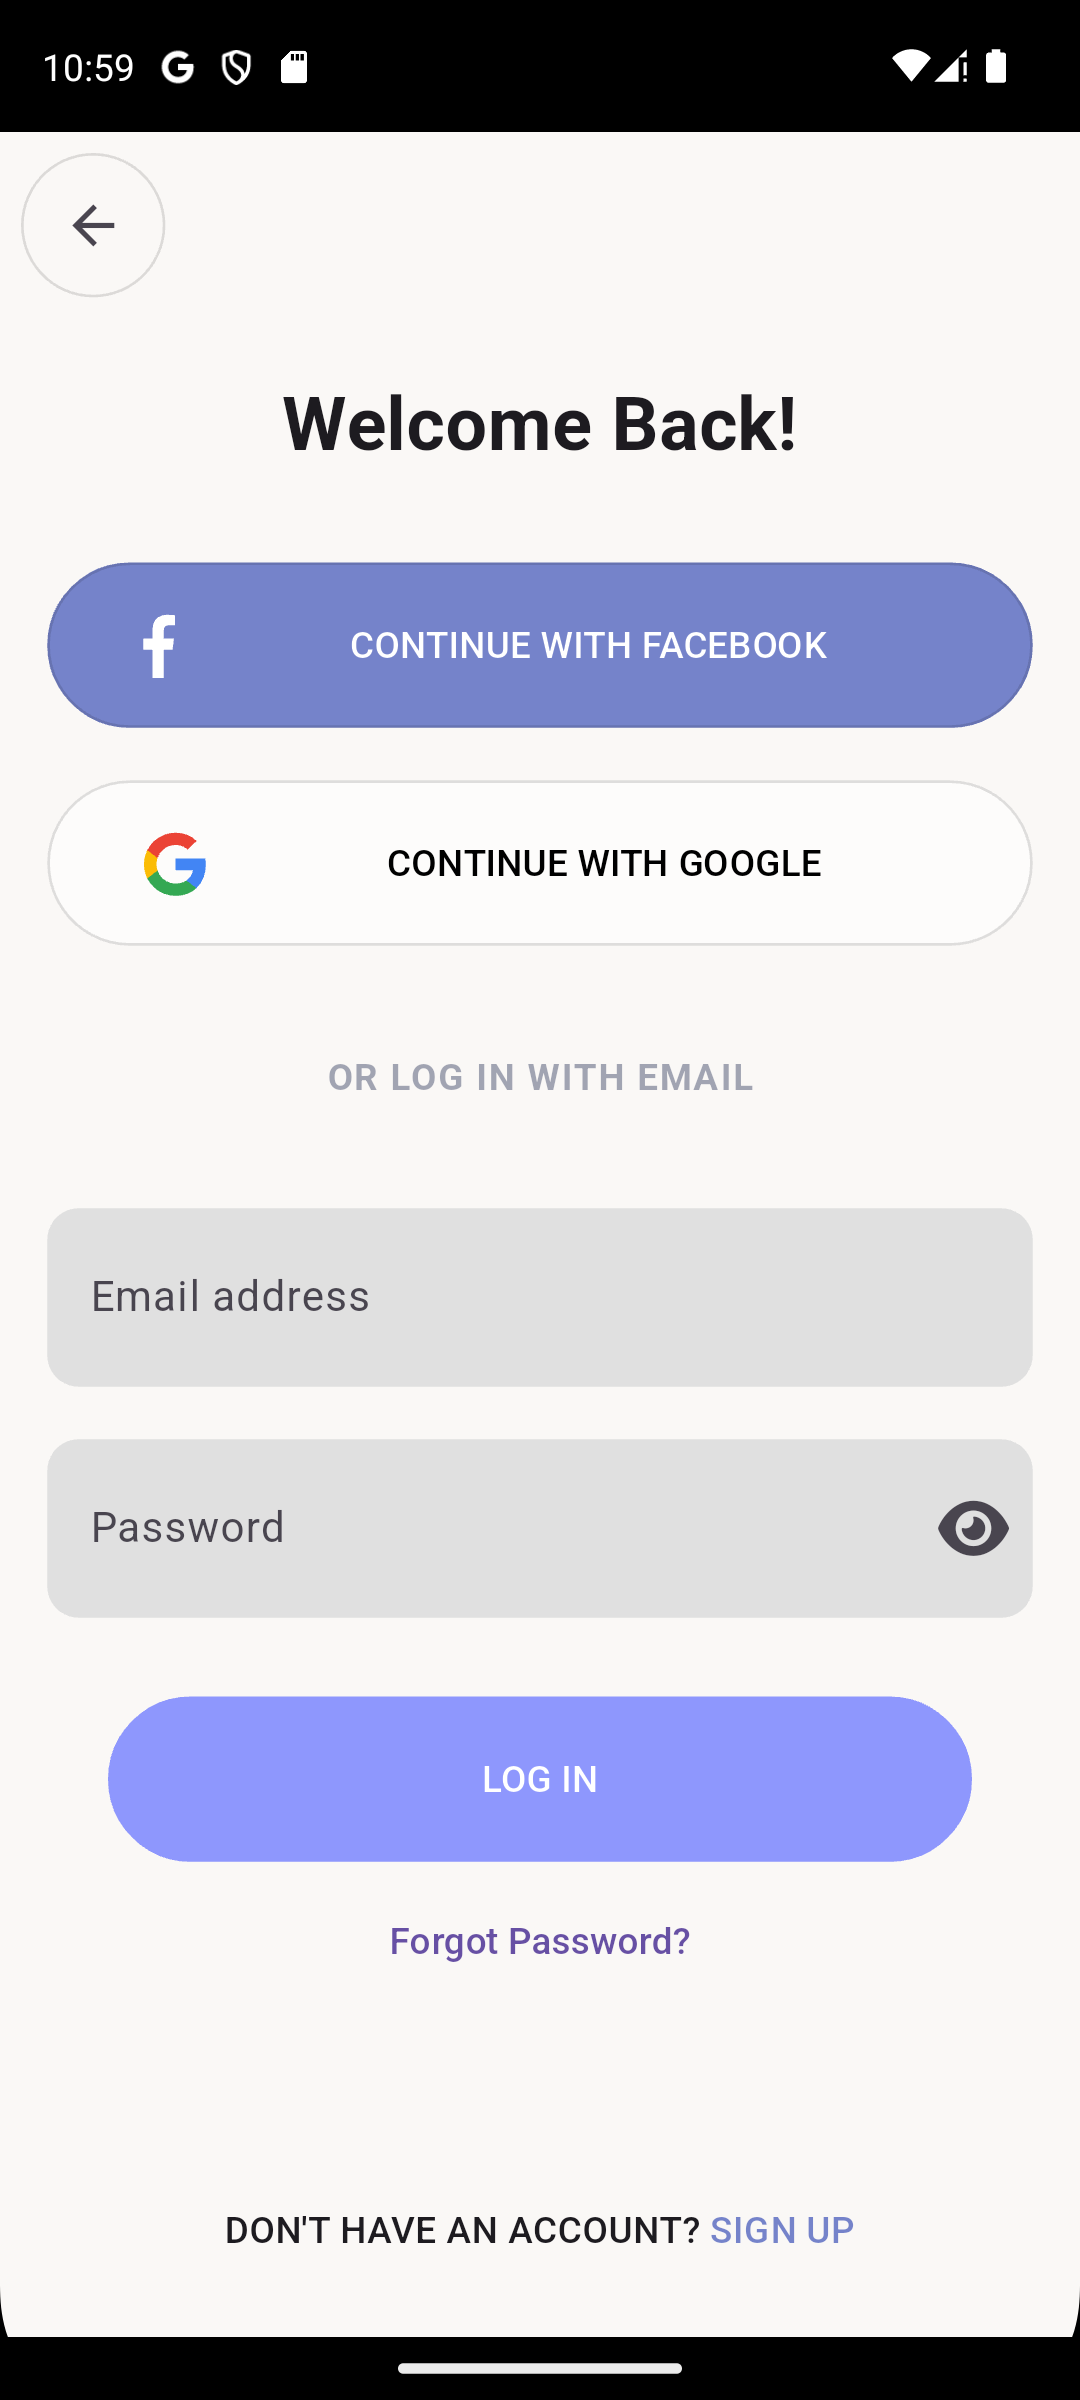 10:59
Welcome Back!
CONTINUE WITH FACEBOOK
CONTINUE WITH GOOGLE
OR LOG IN WITH EMAIL
Email address
Password
LOG IN
Forgot Password?
DON'T HAVE AN ACCOUNT? SIGN UP